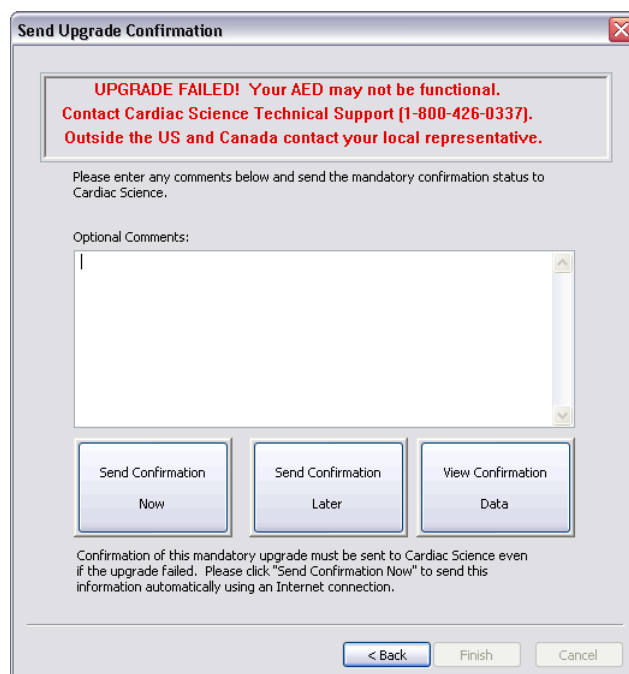 Send Upgrade Confirmation
UPGRADE FAILED! Your AED may not be functional.
Contact Cardiac Science Technical Support (1-800-426-0337).
Outside the US and Canada contact your local representative.
Please enter any comments below and send the mandatory confirmation status to
Cardiac Science.
Optional Comments:
Send Confirmation
Now
Send Confirmation
Later
View Confirmation
Data
Confirmation of this mandatory upgrade must be sent to Cardiac Science even
if the upgrade failed. Please click "Send Confirmation Now" to send this
information automatically using an Internet connection.
< Back
Finish
Cancel